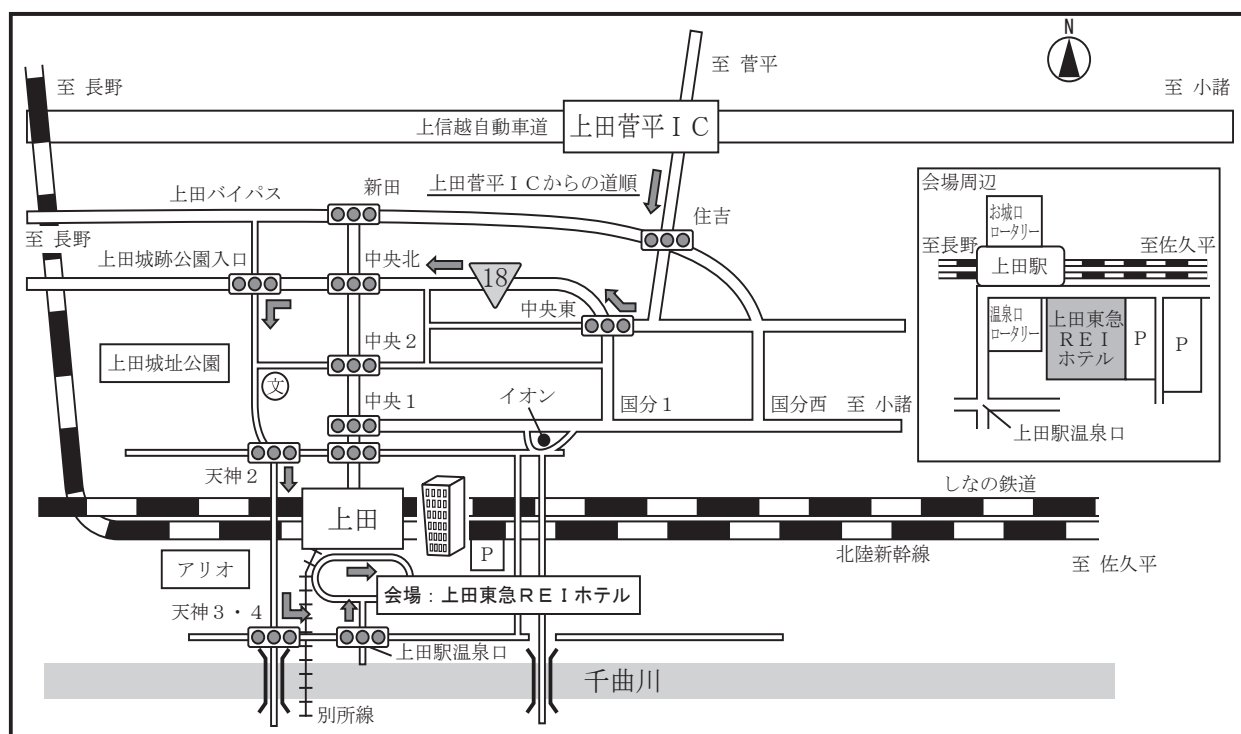 N
至 菅平
至 長野
至 小諸
上信越自動車道
上田菅平ＩＣ
会場周辺
お城口
ロータリー
至長野
至佐久平
上田駅
温泉口
ロータリー
上田東急
ＲＥＩ
ホテル
P
P
上田駅温泉口
上田バイパス
新田
上田菅平ＩＣからの道順
住吉
至 長野
上田城跡公園入口
中央北
18
中央東
中央２
上田城址公園
文
中央１
イオン
国分１
国分西
至 小諸
天神２
上田
しなの鉄道
北陸新幹線
P
至 佐久平
アリオ
会場：上田東急ＲＥＩホテル
天神３・４
上田駅温泉口
千曲川
別所線